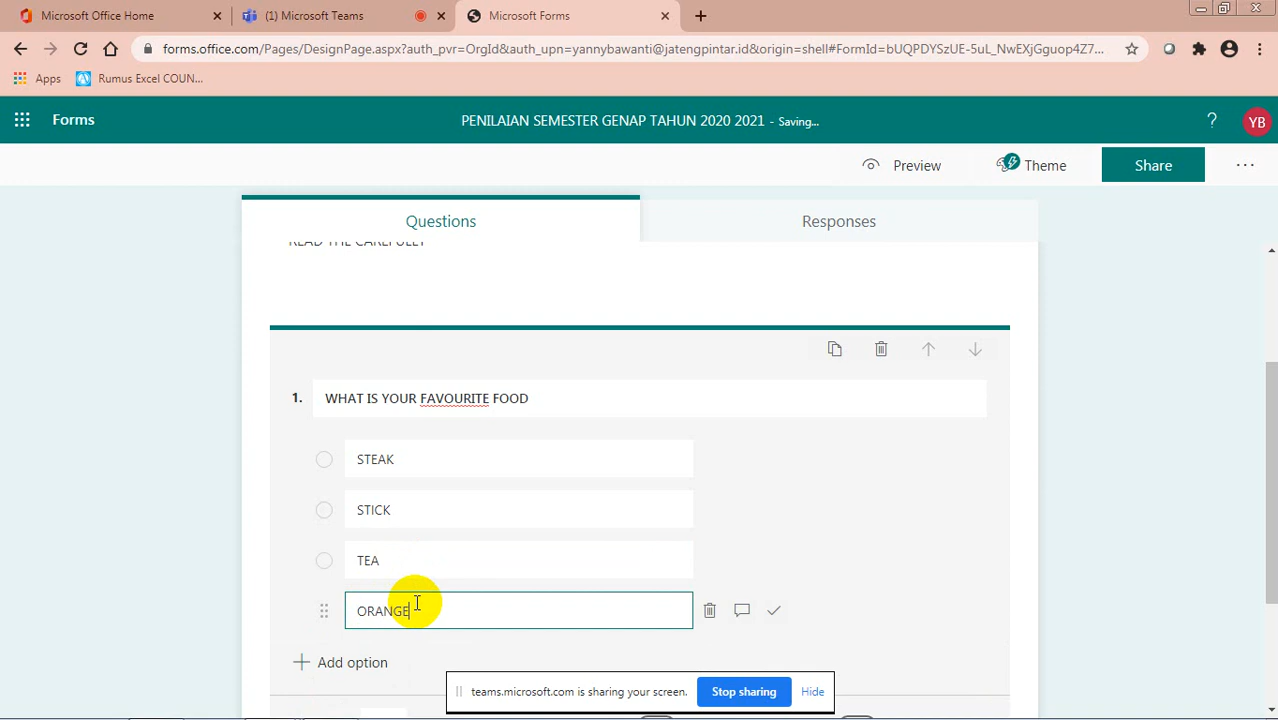 Microsoft Office Home
(1) Microsoft Teams
Microsoft Forms
forms.office.com/Pages/DesignPage.aspx?auth_pvr=OrgId&auth_upn=yannybawanti@jatengpintar.id&origin=shell#FormId=bUQPDYSzUE-5uL_NwEXjGguop4Z7...
Apps
Rumus Excel COUN...
Forms
PENILAIAN SEMESTER GENAP TAHUN 2020 2021 - Saving...
?
YB
Preview
Theme
Share
...
Questions
Responses
READ THE CAREFULLY
1. WHAT IS YOUR FAVOURITE FOOD
STEAK
STICK
TEA
ORANGE
Add option
teams.microsoft.com is sharing your screen.
Stop sharing
Hide